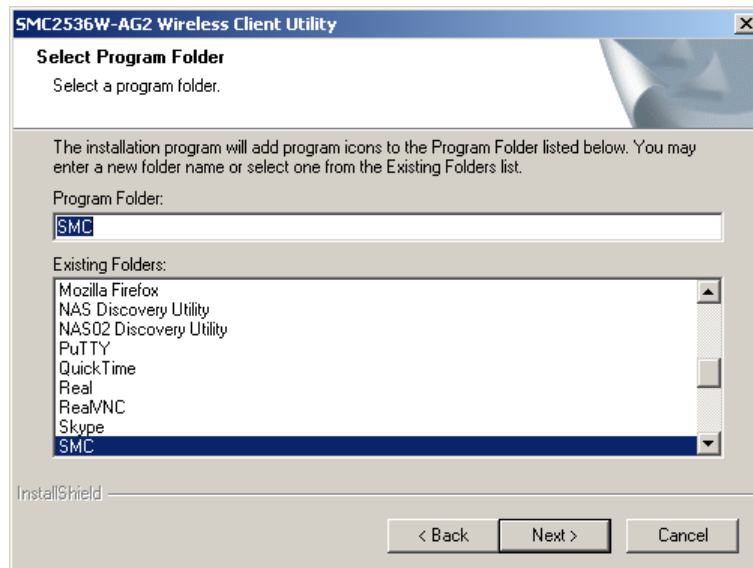 SMC2536W-AG2 Wireless Client Utility
Select Program Folder
Select a program folder.
The installation program will add program icons to the Program Folder listed below. You may
enter a new folder name or select one from the Existing Folders list.
Program Folder:
SMC
Existing Folders:
Mozilla Firefox
NAS Discovery Utility
NAS02 Discovery Utility
PuTTY
QuickTime
Real
RealVNC
Skype
SMC
InstallShield
< Back
Next >
Cancel